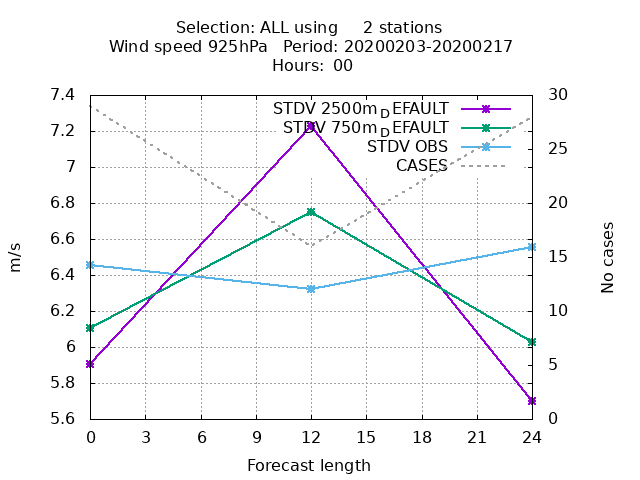 Selection: ALL using 2 stations
Wind speed 925hPa Period: 20200203-20200217
Hours: 00
STDV 2500m_DEFAULT
STDV 750m_DEFAULT
STDV OBS
CASES
7.4
7.2
7
6.8
6.6
6.4
6.2
6
5.8
5.6
30
25
20
15
10
5
0
m/s
No cases
0 3 6 9 12 15 18 21 24
Forecast length